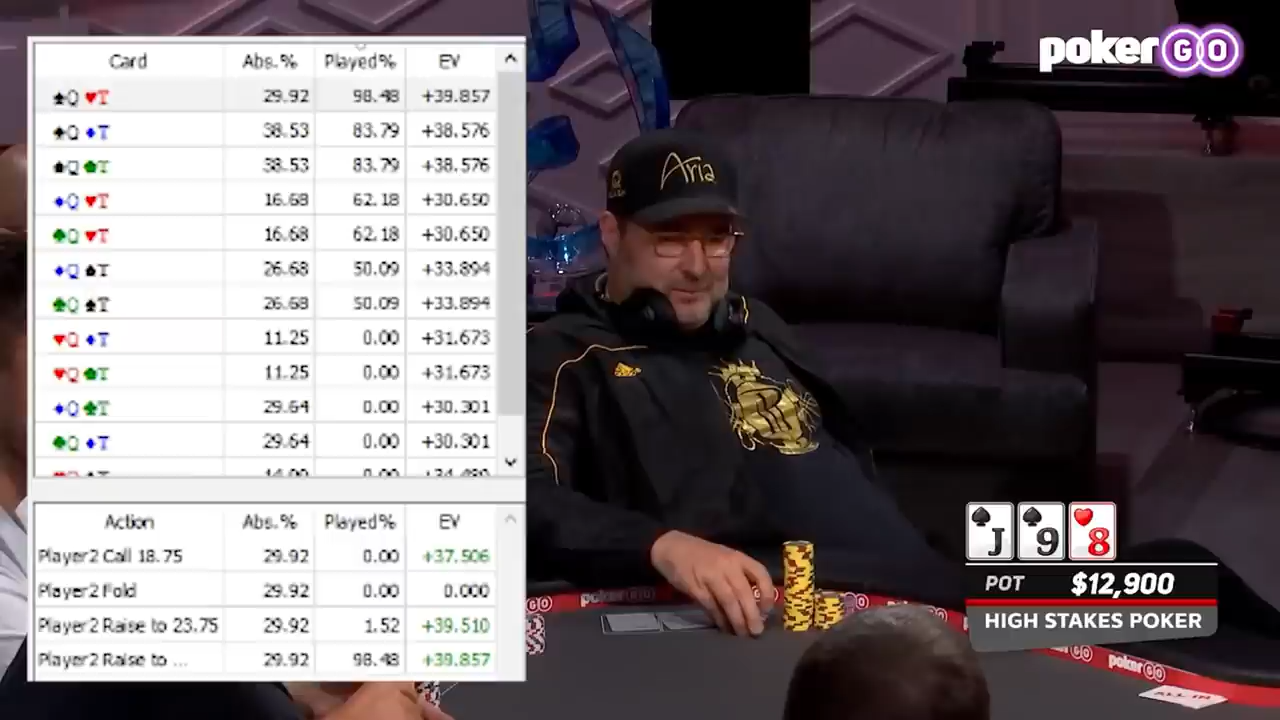 Card Abs.% Played% EV
♠Q ♥T 29.92 98.48 +39.857
♠Q ♦T 38.53 83.79 +38.576
♠Q ♣T 38.53 83.79 +38.576
♦Q ♥T 16.68 62.18 +30.650
♣Q ♥T 16.68 62.18 +30.650
♦Q ♠T 26.68 50.09 +33.894
♣Q ♠T 26.68 50.09 +33.894
♥Q ♦T 11.25 0.00 +31.673
♥Q ♣T 11.25 0.00 +31.673
♦Q ♣T 29.64 0.00 +30.301
♣Q ♦T 29.64 0.00 +30.301
Action Abs.% Played% EV
Player2 Call 18.75 29.92 0.00 +37.506
Player2 Fold 29.92 0.00 0.000
Player2 Raise to 23.75 29.92 1.52 +39.510
Player2 Raise to ... 29.92 98.48 +39.857
pokerGO
Aria
J 9 8
POT $12,900
HIGH STAKES POKER
pokerGO
ALL IN